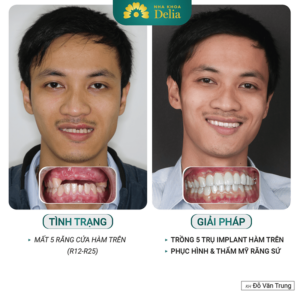 NHA KHOA
Delia
TÌNH TRẠNG
GIẢI PHÁP
• MẤT 5 RĂNG CỬA HÀM TRÊN
(R12-R25)
• TRỒNG 5 TRỤ IMPLANT HÀM TRÊN
• PHỤC HÌNH & THẨM MỸ RĂNG SỨ
KH Đỗ Văn Trung